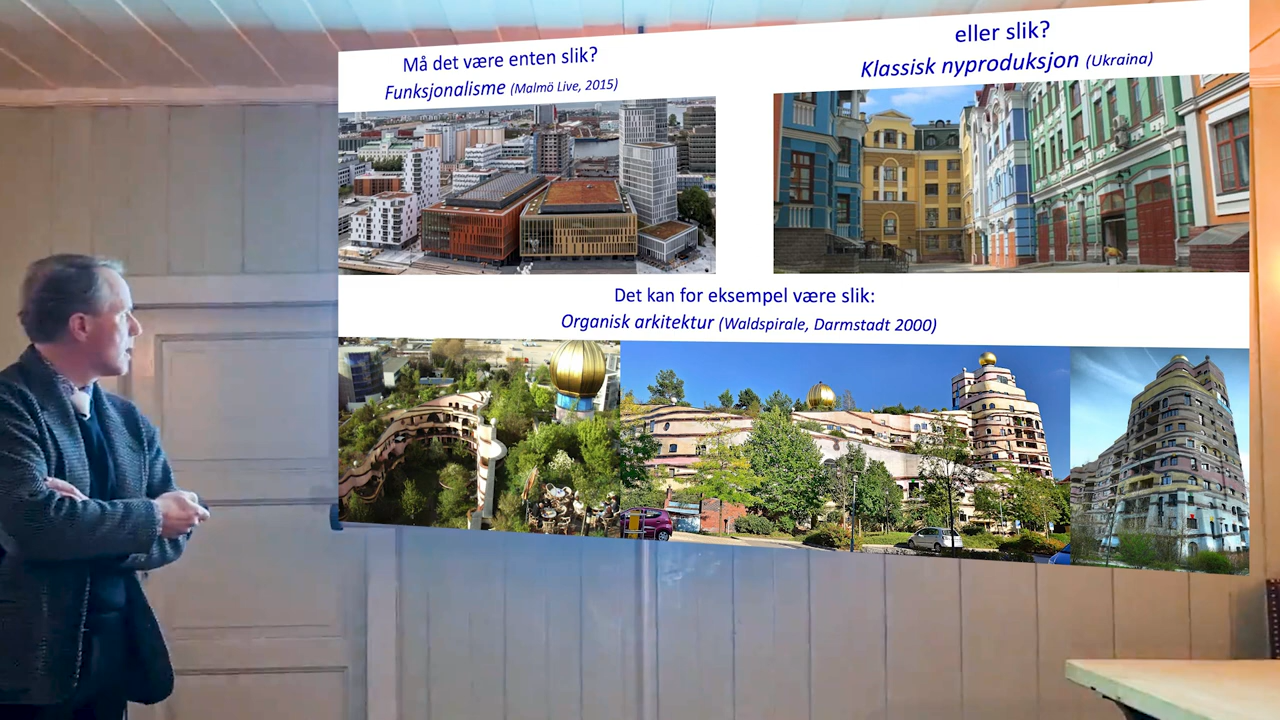 Må det være enten slik?
Funksjonalisme (Malmö Live, 2015)
eller slik?
Klassisk nyproduksjon (Ukraina)
Det kan for eksempel være slik:
Organisk arkitektur (Waldspirale, Darmstadt 2000)